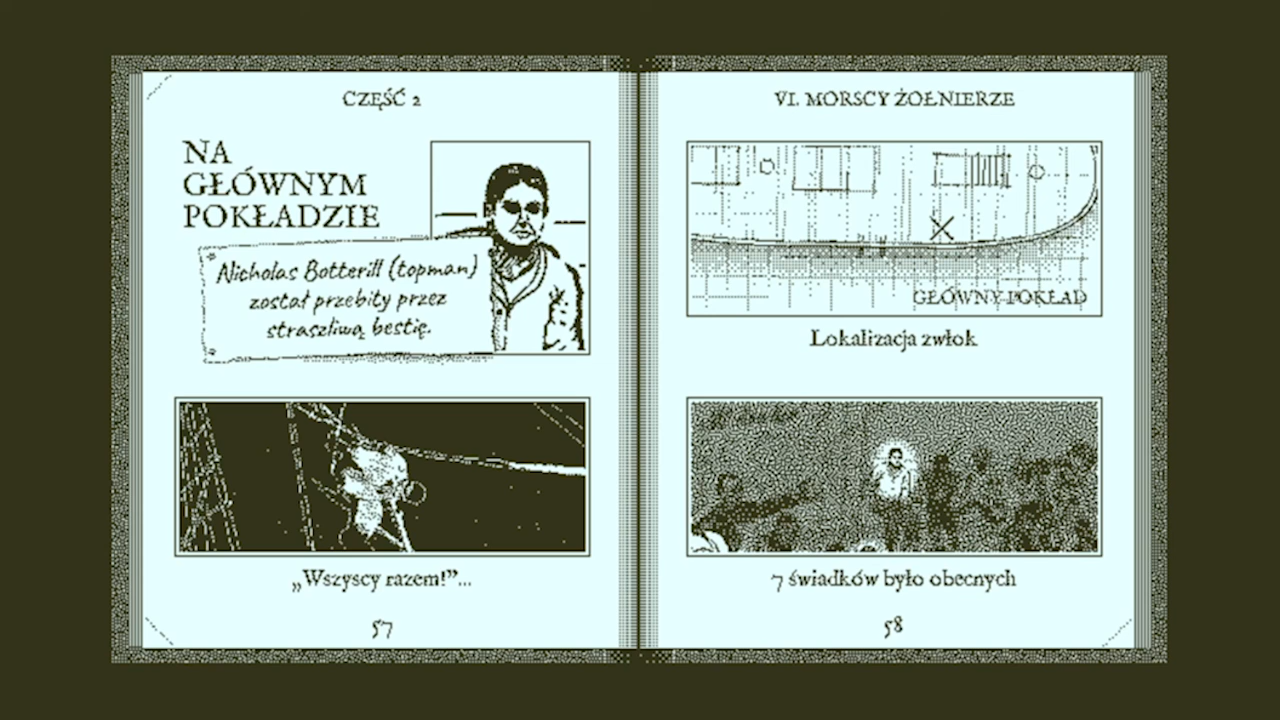 CZĘŚĆ 2
NA
GŁÓWNYM
POKŁADZIE
Nicholas Botterill (topman)
został przebity przez
straszliwą bestię.
„Wszyscy razem!”...
57
VI. MORSCY ŻOŁNIERZE
GŁÓWNY POKŁAD
Lokalizacja zwłok
7 świadków było obecnych
58